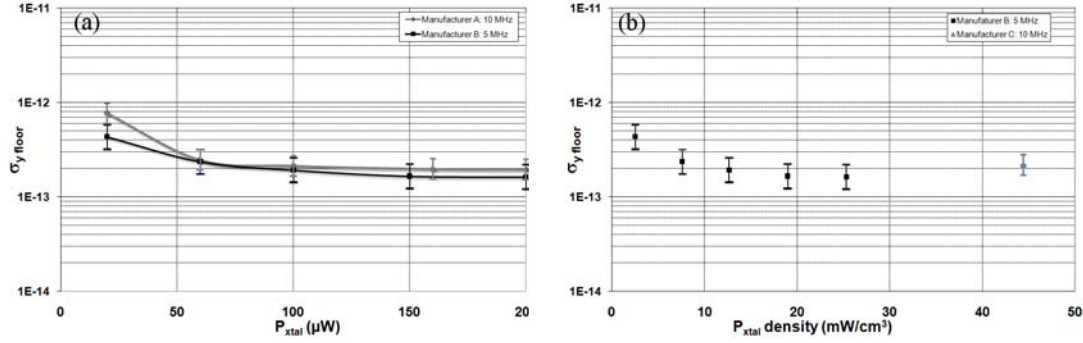 (a)
Manufacturer A: 10 MHz
Manufacturer B: 5 MHz
1E-11
1E-12
1E-13
1E-14
σy floor
0
50
100
150
20
Pxtal (µW)
(b)
Manufaturer B: 5 MHz
Manufacturer C: 10 MHz
1E-11
1E-12
1E-13
1E-14
σy floor
0
10
20
30
40
50
Pxtal density (mW/cm³)